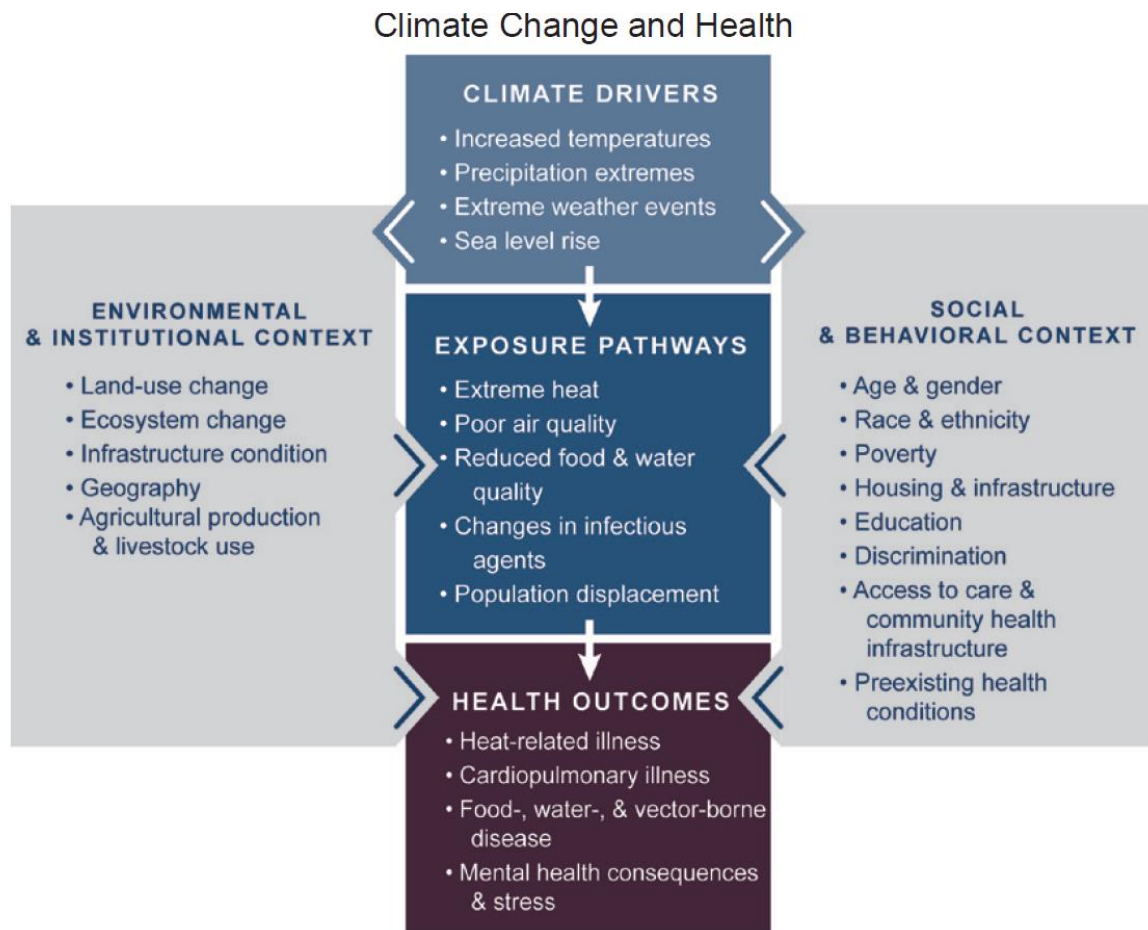 Climate Change and Health
CLIMATE DRIVERS
• Increased temperatures
• Precipitation extremes
• Extreme weather events
• Sea level rise
ENVIRONMENTAL
& INSTITUTIONAL CONTEXT
• Land-use change
• Ecosystem change
• Infrastructure condition
• Geography
• Agricultural production
& livestock use
EXPOSURE PATHWAYS
• Extreme heat
• Poor air quality
• Reduced food & water
quality
• Changes in infectious
agents
• Population displacement
SOCIAL
& BEHAVIORAL CONTEXT
• Age & gender
• Race & ethnicity
• Poverty
• Housing & infrastructure
• Education
• Discrimination
• Access to care &
community health
infrastructure
• Preexisting health
conditions
HEALTH OUTCOMES
• Heat-related illness
• Cardiopulmonary illness
• Food-, water-, & vector-borne
disease
• Mental health consequences
& stress